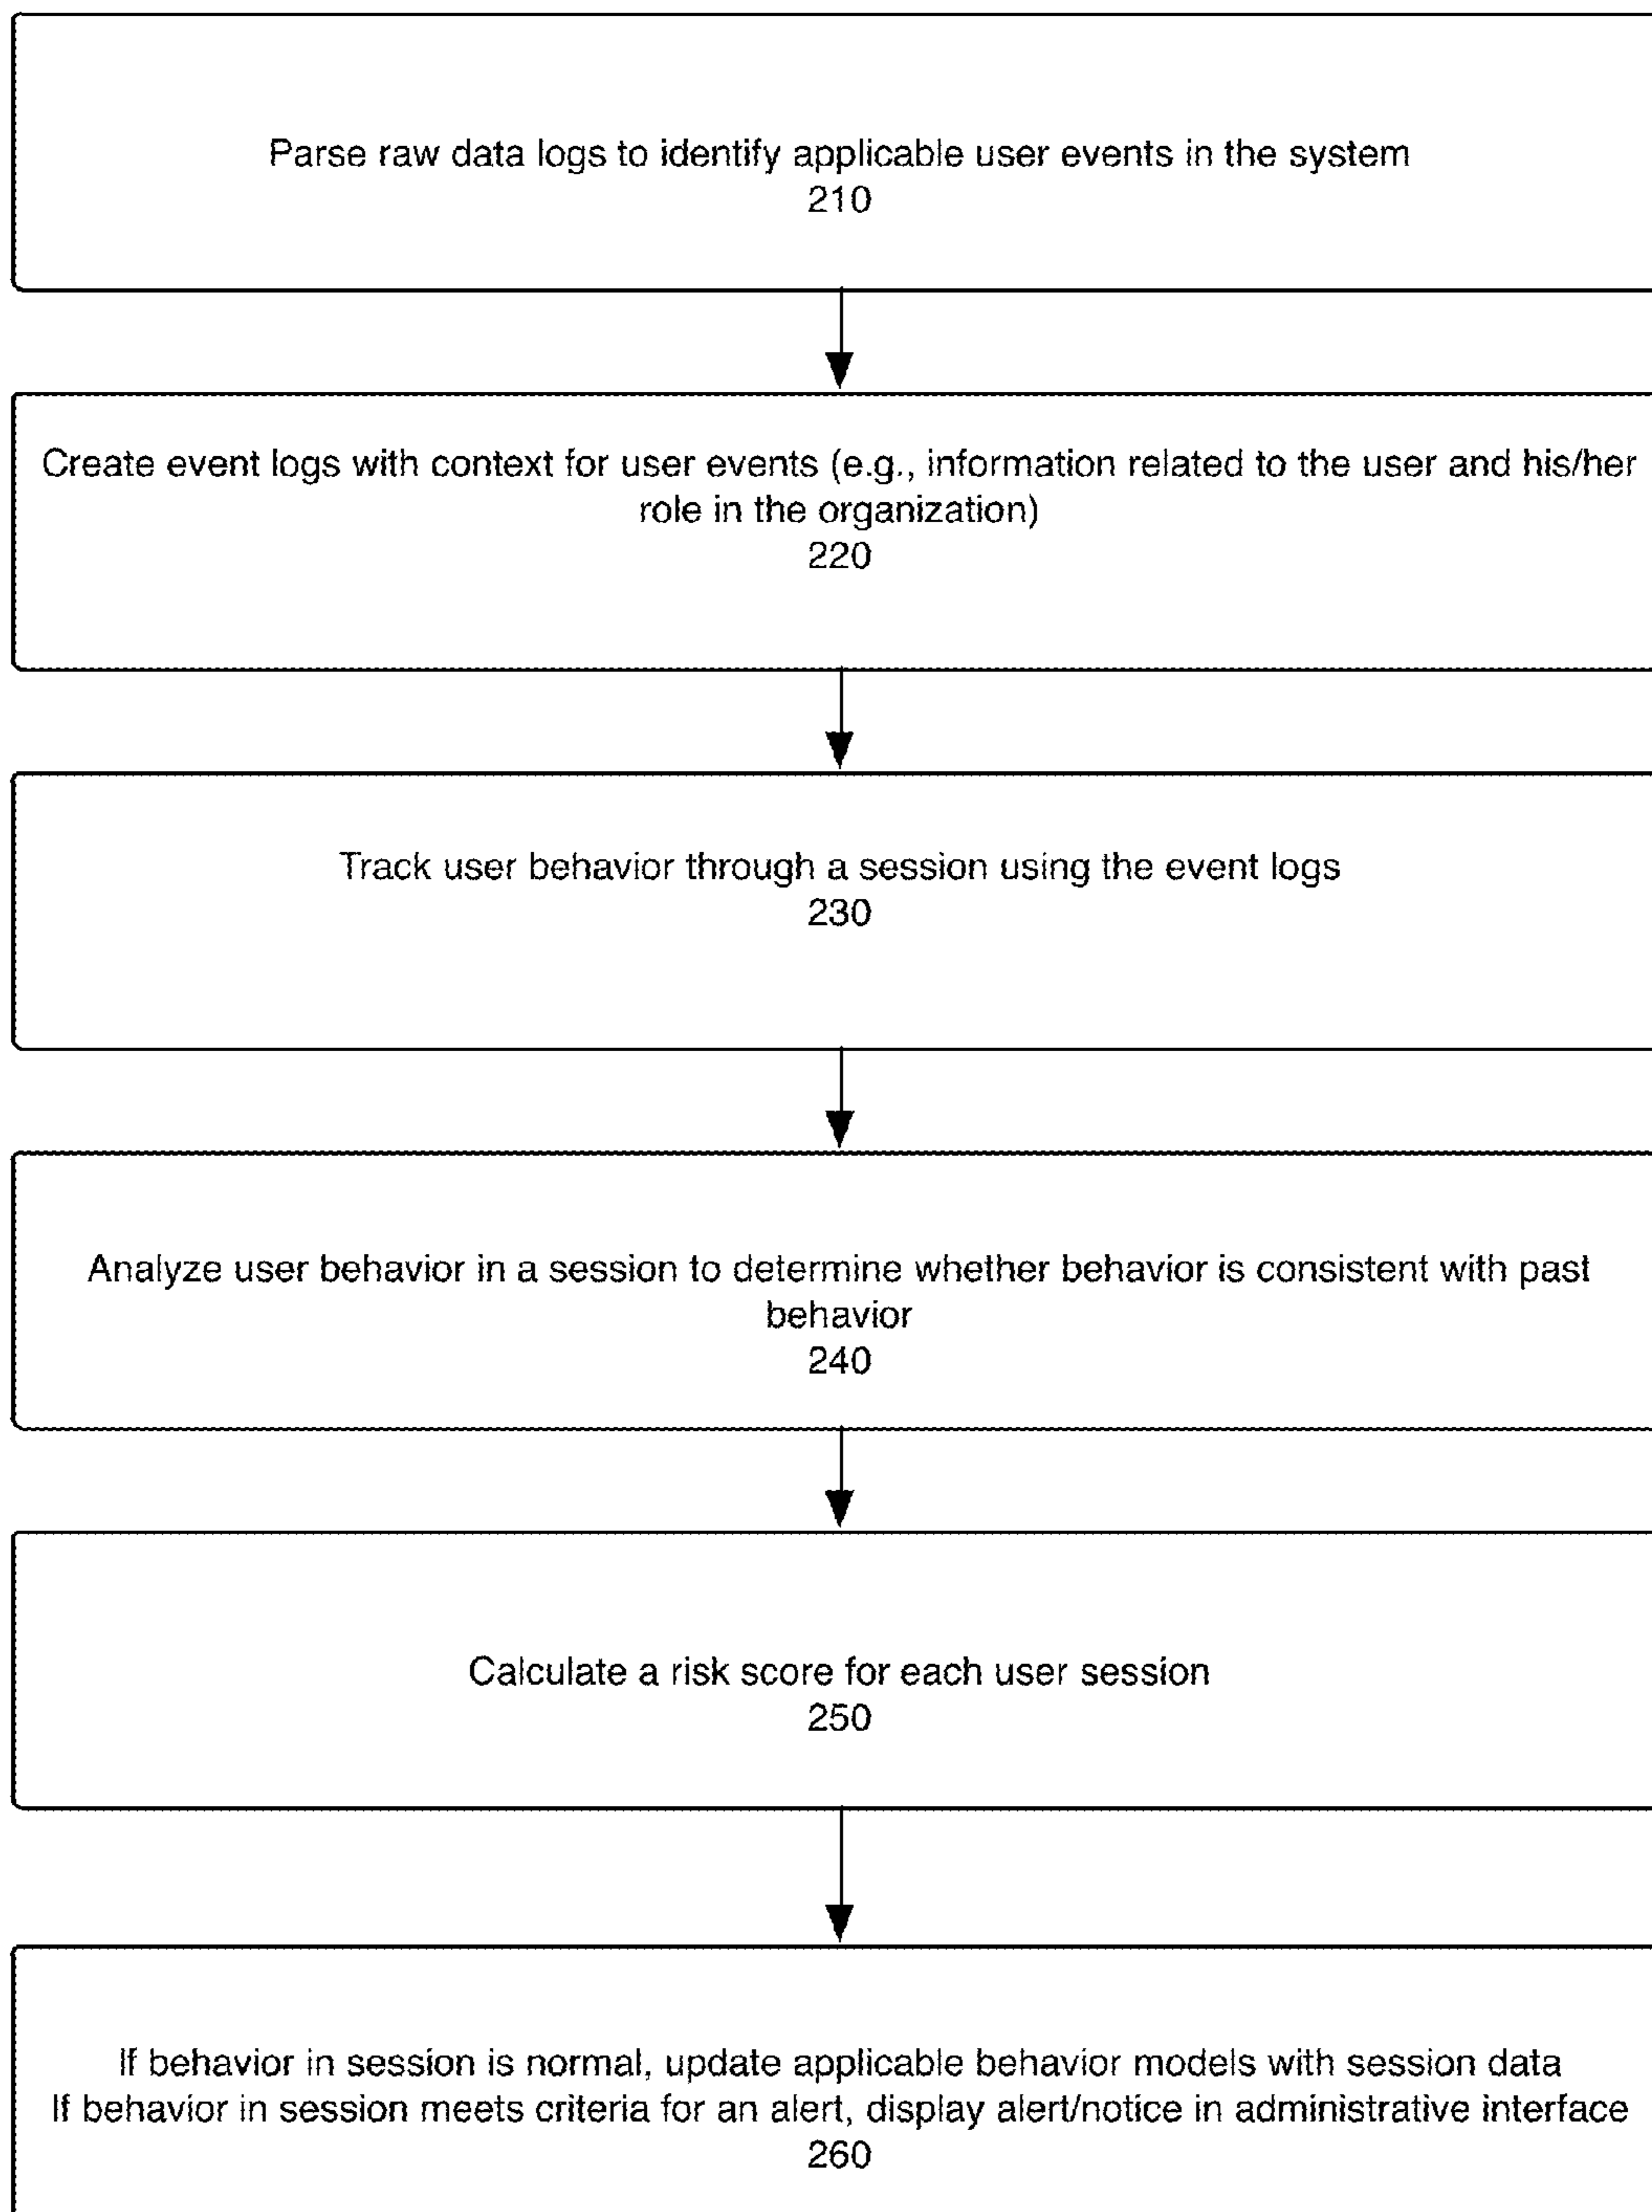 Parse raw data logs to identify applicable user events in the system
210
Create event logs with context for user events (e.g., information related to the user and his/her
role in the organization)
220
Track user behavior through a session using the event logs
230
Analyze user behavior in a session to determine whether behavior is consistent with past
behavior
240
Calculate a risk score for each user session
250
If behavior in session is normal, update applicable behavior models with session data
If behavior in session meets criteria for an alert, display alert/notice in administrative interface
260